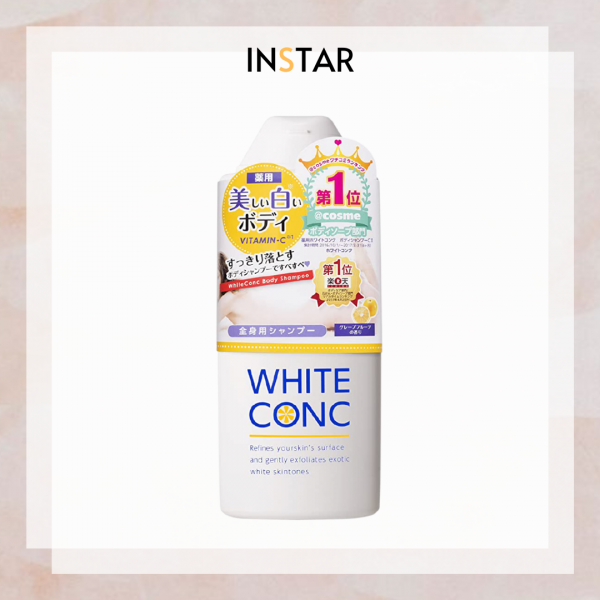 INSTAR
薬用
美しい白い
ボディ
VITAMIN-C
すっきり落とす
ボディシャンプーですべすべ
WhiteConc Body Shampoo
全身用シャンプー
第1位
@cosme
ボディソープ部門
第1位
楽天
グレープフルーツ
の香り
WHITE
CONC
Refines yourskin's surface
and gently exfoliates exotic
white skintones